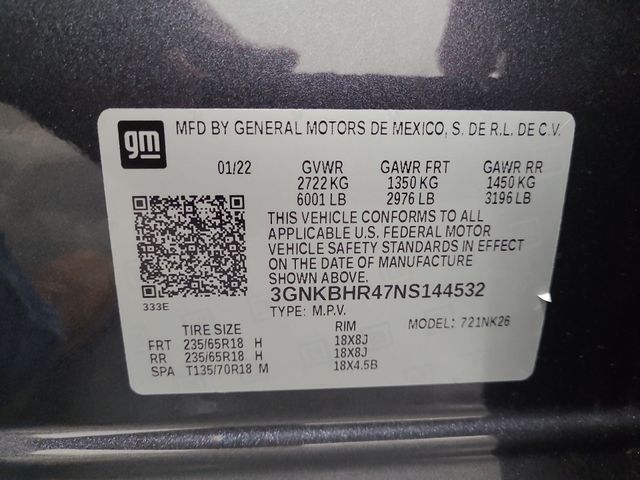 gm MFD BY GENERAL MOTORS DE MEXICO, S. DE R.L. DE C.V.
01/22 GVWR GAWR FRT GAWR RR
2722 KG 1350 KG 1450 KG
6001 LB 2976 LB 3196 LB
THIS VEHICLE CONFORMS TO ALL
APPLICABLE U.S. FEDERAL MOTOR
VEHICLE SAFETY STANDARDS IN EFFECT
ON THE DATE OF MANUFACTURE
SHOWN ABOVE.
3GNKBHR47NS144532
333E
TYPE: M.P.V. MODEL: 721NK26
TIRE SIZE RIM
FRT 235/65R18 H 18X8J
RR 235/65R18 H 18X8J
SPA T135/70R18 M 18X4.5B